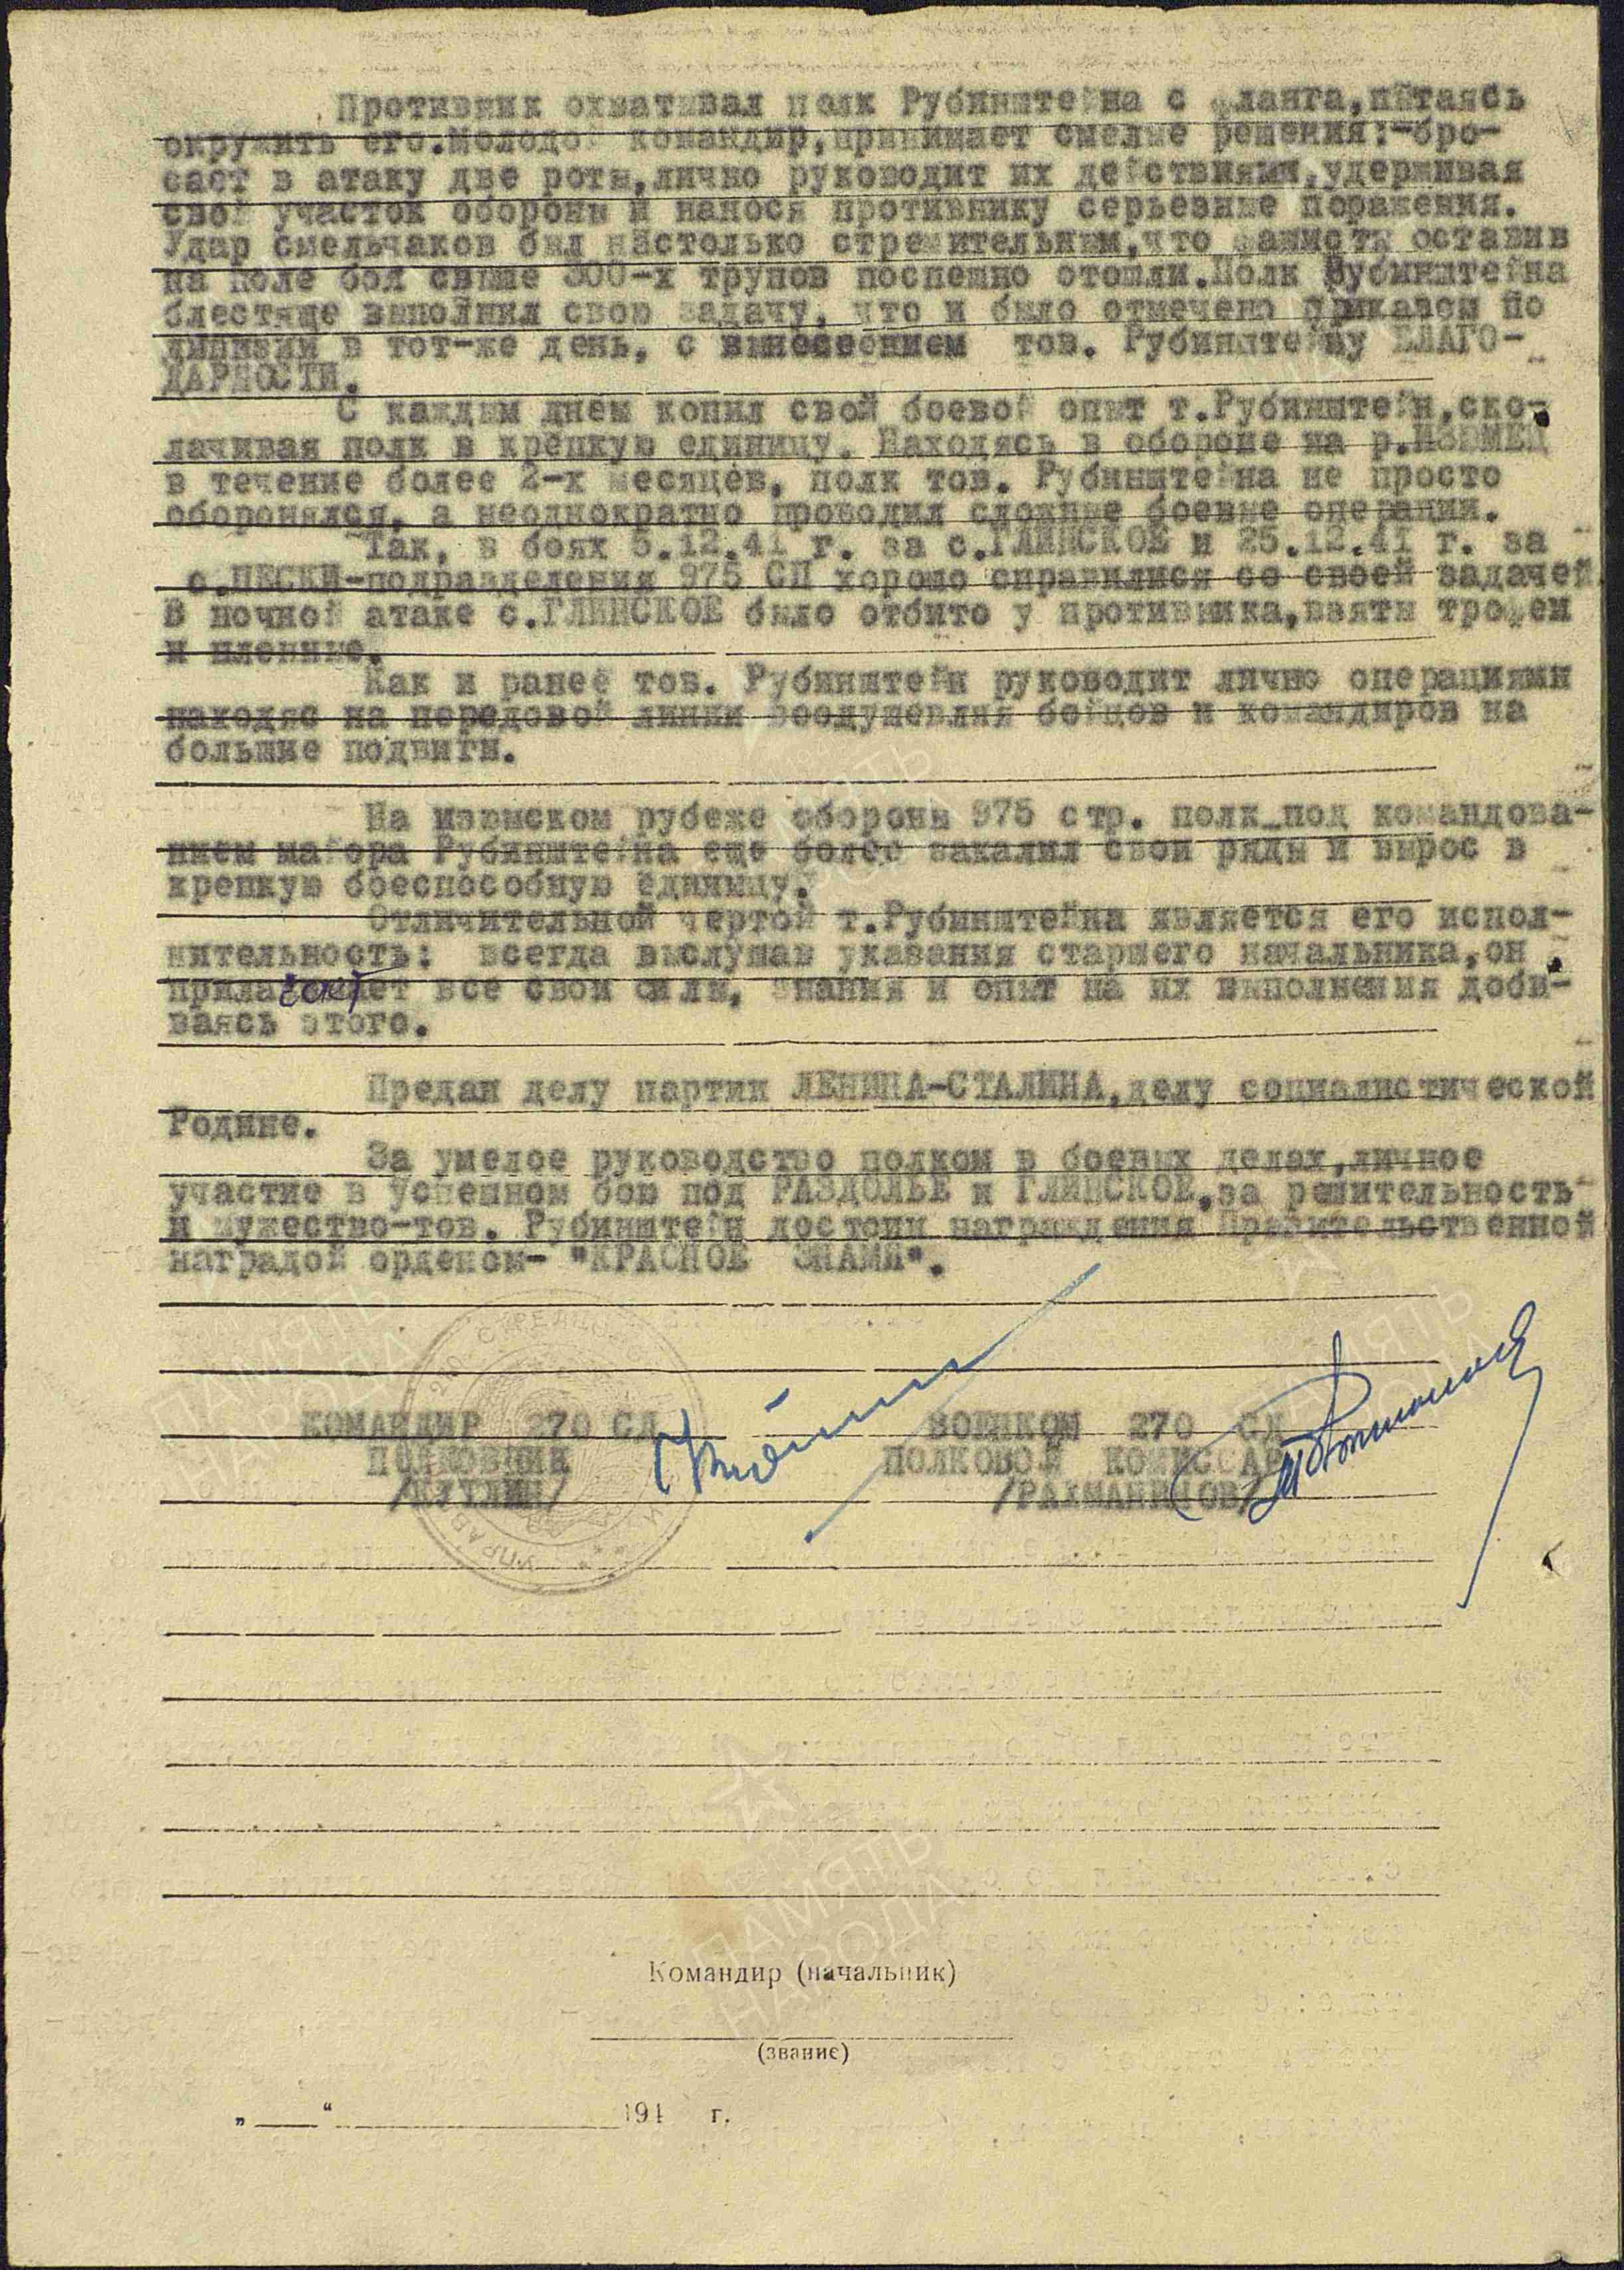 Противник охватывал полк Рубинштейна с фланга,пытаясь
окружить его.Молодой командир,принимает смелые решения:-бро-
сает в атаку две роты,лично руководит их действиями,удерживая
свой участок обороны и нанося противнику серьезные поражения.
Удар смельчаков был настолько стремительным,что фашисты оставив
на поле боя свыше 300-х трупов поспешно отошли.Полк Рубинштейна
блестяще выполнил свою задачу, что и было отмечено приказом по
дивизии в тот-же день, с вынесением тов. Рубинштейну БЛАГО-
ДАРНОСТИ.
С каждым днем копил свой боевой опыт т.Рубинштейн,ско-
лачивая полк в крепкую единицу. Находясь в обороне на р.
в течение более 2-х месяцев, полк тов. Рубинштейна не просто
оборонялся, а неоднократно проводил сложные боевые операции.
Так, в боях 5.12.41 г. за с.ГЛИНСКОЕ и 25.12.41 г. за
с.ПЕСКИ-подразделения 975 СП хорошо справились со своей задачей.
В ночной атаке с.ГЛИНСКОЕ было отбито у противника,взяты трофеи
и пленные.
Как и ранее тов. Рубинштейн руководит лично операциями
находяс на передовой линии воодушевляя бойцов и командиров на
большие подвиги.
На изюмском рубеже обороны 975 стр. полк под командова-
нием майора Рубинштейна еще более закалил свои ряды и вырос в
крепкую боеспособную единицу.
Отличительной чертой т.Рубинштейна является его испол-
нительность: всегда выслушав указания старшего начальника,он
прилагает все свои силы, знания и опыт на их выполнения доби-
ваясь этого.
Предан делу партии ЛЕНИНА-СТАЛИНА,делу социалистической
Родине.
За умелое руководство полком в боевых делах,личное
участие в успешном бою под РАЗДОЛЬЕ и ГЛИНСКОЕ,за решительность
и мужество-тов. Рубинштейн достоин награждения Правительственной
наградой орденом- "КРАСНОЕ ЗНАМЯ".
КОМАНДИР 270 СД ВОЕНКОМ 270 СД
ПОЛКОВНИК ПОЛКОВОЙ КОМИССАР
/КУТЛИН/ /РАХМАНИНОВ/
Командир (начальник)
(звание)
„ “ 194 г.
ПАМЯТЬ
НАРОДА